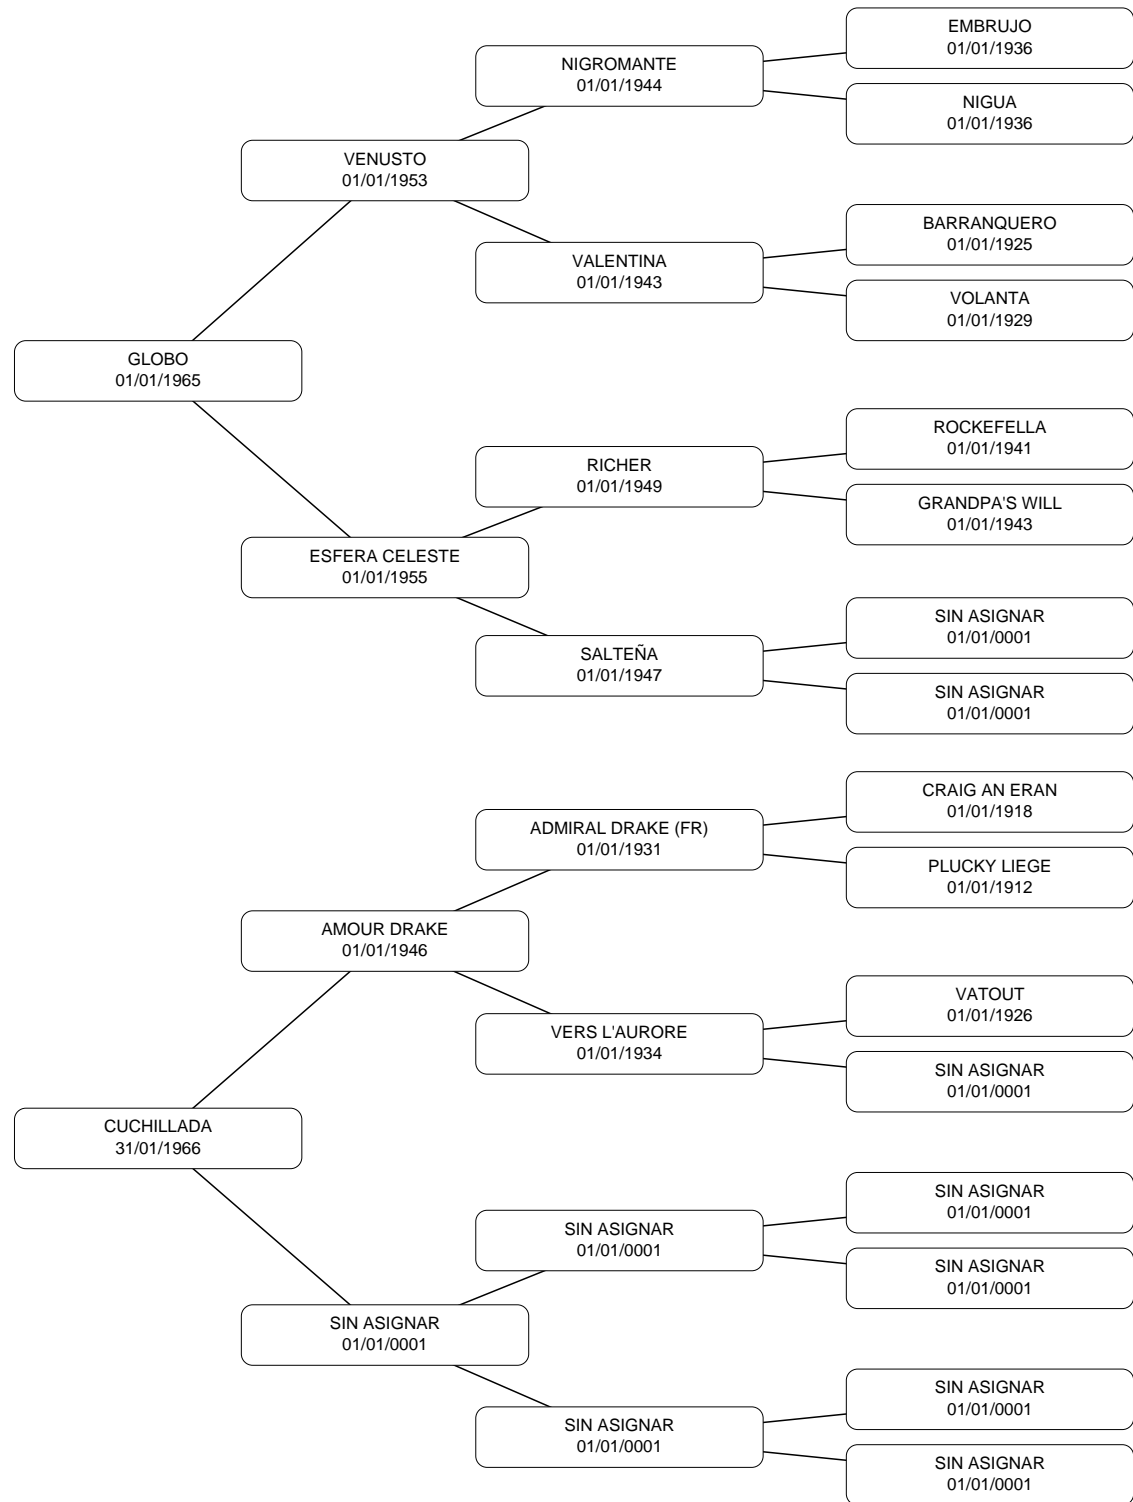 EMBRUJO
01/01/1936
NIGROMANTE
01/01/1944
NIGUA
01/01/1936
VENUSTO
01/01/1953
BARRANQUERO
01/01/1925
VALENTINA
01/01/1943
VOLANTA
01/01/1929
GLOBO
01/01/1965
ROCKEFELLA
01/01/1941
RICHER
01/01/1949
GRANDPA'S WILL
01/01/1943
ESFERA CELESTE
01/01/1955
SIN ASIGNAR
01/01/0001
SALTEÑA
01/01/1947
SIN ASIGNAR
01/01/0001
CRAIG AN ERAN
01/01/1918
ADMIRAL DRAKE (FR)
01/01/1931
PLUCKY LIEGE
01/01/1912
AMOUR DRAKE
01/01/1946
VATOUT
01/01/1926
VERS L'AURORE
01/01/1934
SIN ASIGNAR
01/01/0001
CUCHILLADA
31/01/1966
SIN ASIGNAR
01/01/0001
SIN ASIGNAR
01/01/0001
SIN ASIGNAR
01/01/0001
SIN ASIGNAR
01/01/0001
SIN ASIGNAR
01/01/0001
SIN ASIGNAR
01/01/0001
SIN ASIGNAR
01/01/0001